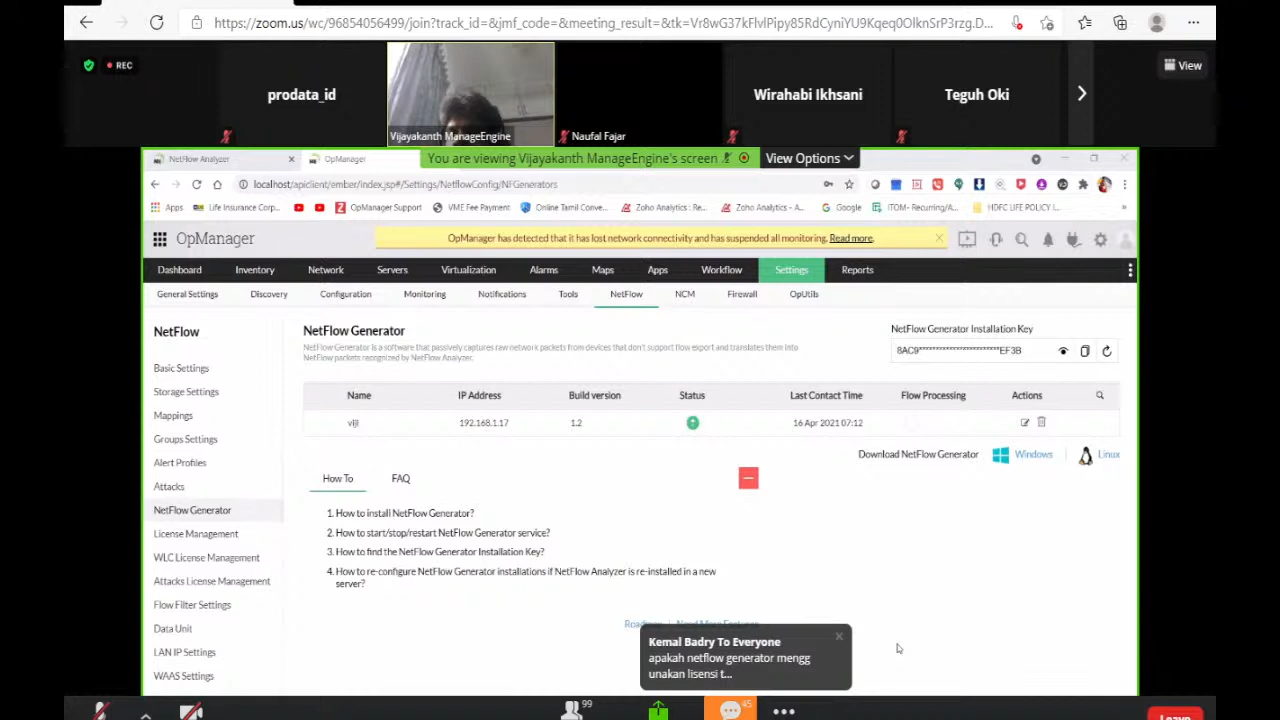 https://zoom.us/wc/96854056499/join?track_id=&jmf_code=&meeting_result=&tk=Vr8wG37kFlvlPipy85RdCyniYU9Kqeq0OlknSrP3rzg.D...
REC
prodata_id
Vijayakanth ManageEngine
Naufal Fajar
Wirahabi Ikhsani
Teguh Oki
View
NetFlow Analyzer
OpManager
You are viewing Vijayakanth ManageEngine's screen
View Options
localhost/apiclient/ember/index.jsp#/Settings/NetflowConfig/NFGenerators
Apps
Life Insurance Corp...
OpManager Support
VME Fee Payment
Online Tamil Conve...
Zoho Analytics : Re...
Zoho Analytics - A...
Google
ITOM- Recurring/A...
HDFC LIFE POLICY I...
OpManager
OpManager has detected that it has lost network connectivity and has suspended all monitoring. Read more.
Dashboard Inventory Network Servers Virtualization Alarms Maps Apps Workflow Settings Reports
General Settings Discovery Configuration Monitoring Notifications Tools NetFlow NCM Firewall OpUtils
NetFlow
Basic Settings
Storage Settings
Mappings
Groups Settings
Alert Profiles
Attacks
NetFlow Generator
License Management
WLC License Management
Attacks License Management
Flow Filter Settings
Data Unit
LAN IP Settings
WAAS Settings
NetFlow Generator
NetFlow Generator is a software that passively captures raw network packets from devices that don't support flow export and translates them into
NetFlow packets recognized by NetFlow Analyzer.
NetFlow Generator Installation Key
8AC9**********************EF3B
Name IP Address Build version Status Last Contact Time Flow Processing Actions
viji 192.168.1.17 1.2 16 Apr 2021 07:12
Download NetFlow Generator Windows | Linux
How To FAQ
1. How to install NetFlow Generator?
2. How to start/stop/restart NetFlow Generator service?
3. How to find the NetFlow Generator Installation Key?
4. How to re-configure NetFlow Generator installations if NetFlow Analyzer is re-installed in a new
server?
Need More Features
Kemal Badry To Everyone
apakah netflow generator mengg
unakan lisensi t...
99
45
Leave